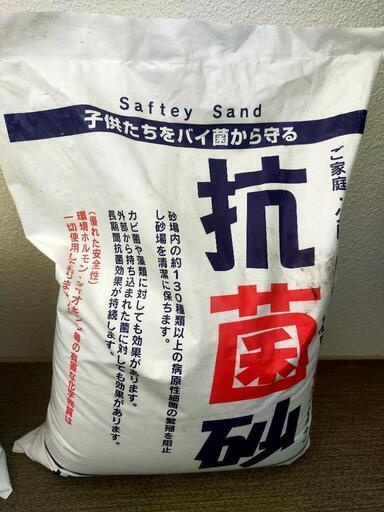 Saftey Sand
子供たちをバイ菌から守る
ご家庭
抗菌砂
砂場内の約130種類以上の病原性細菌の繁殖を阻止
し砂場を清潔に保ちます。
カビ菌や藻類に対しても効果があります。
外部から持ち込まれた菌に対しても効果があります。
長期間抗菌効果が持続します。
(優れた安全性)
環境ホルモン・ダイオキシン等の有害な化学物質は
一切使用しておりません